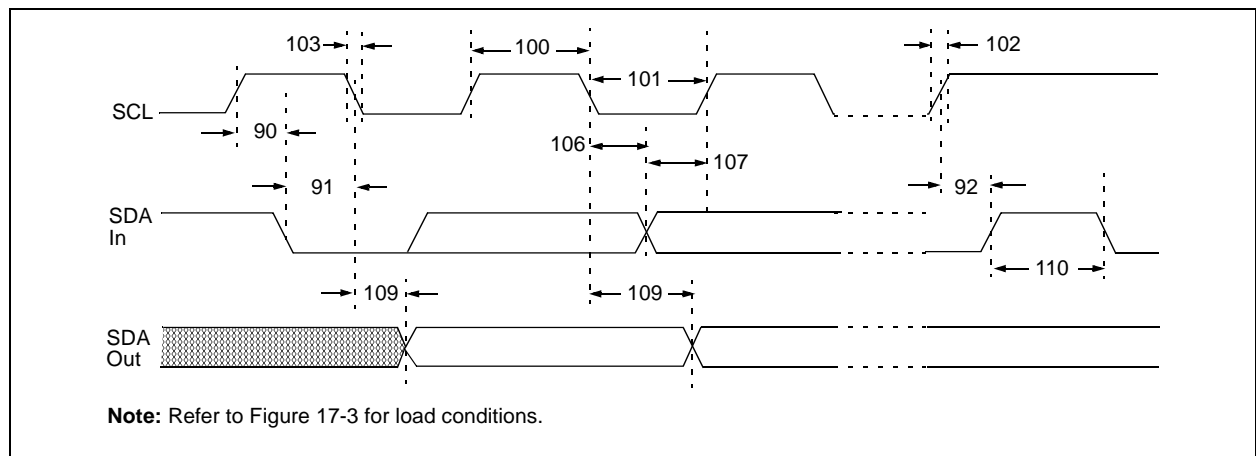 103
100
102
101
SCL
90
106
107
91
92
SDA
In
110
109
109
SDA
Out
Note: Refer to Figure 17-3 for load conditions.